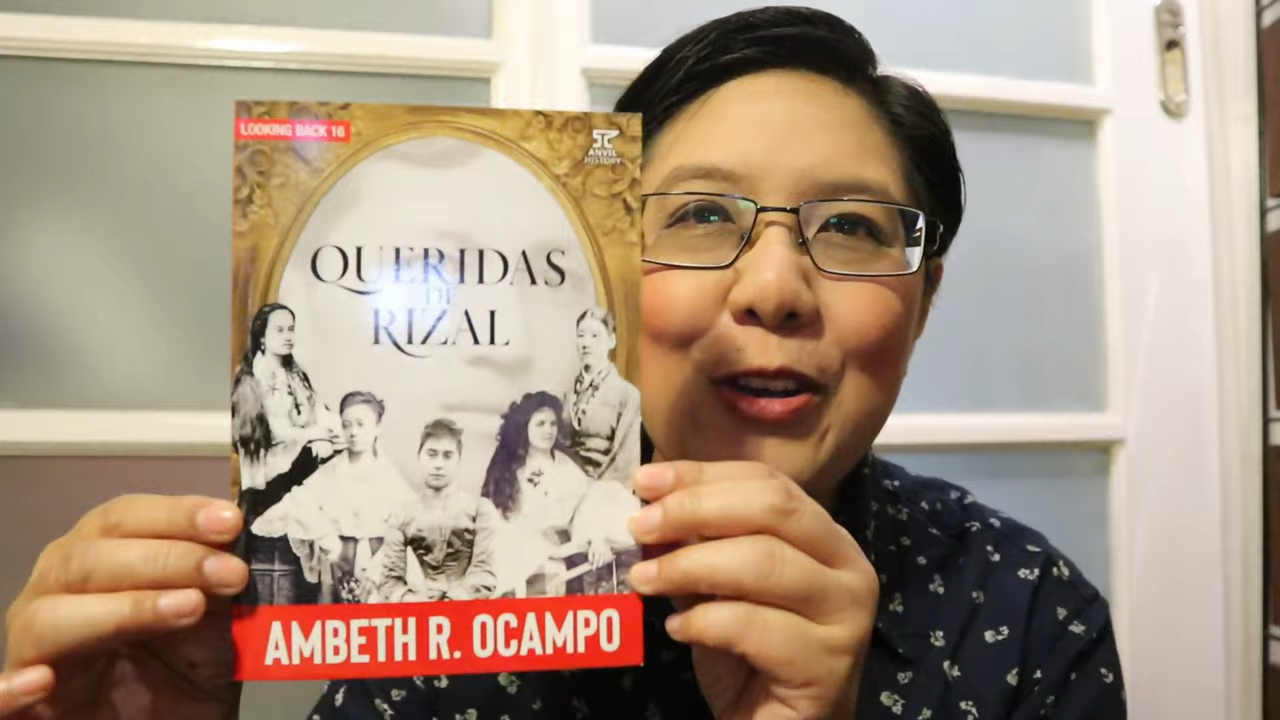 LOOKING BACK 16
ANVIL
HISTORY
QUERIDAS
DE
RIZAL
AMBETH R. OCAMPO